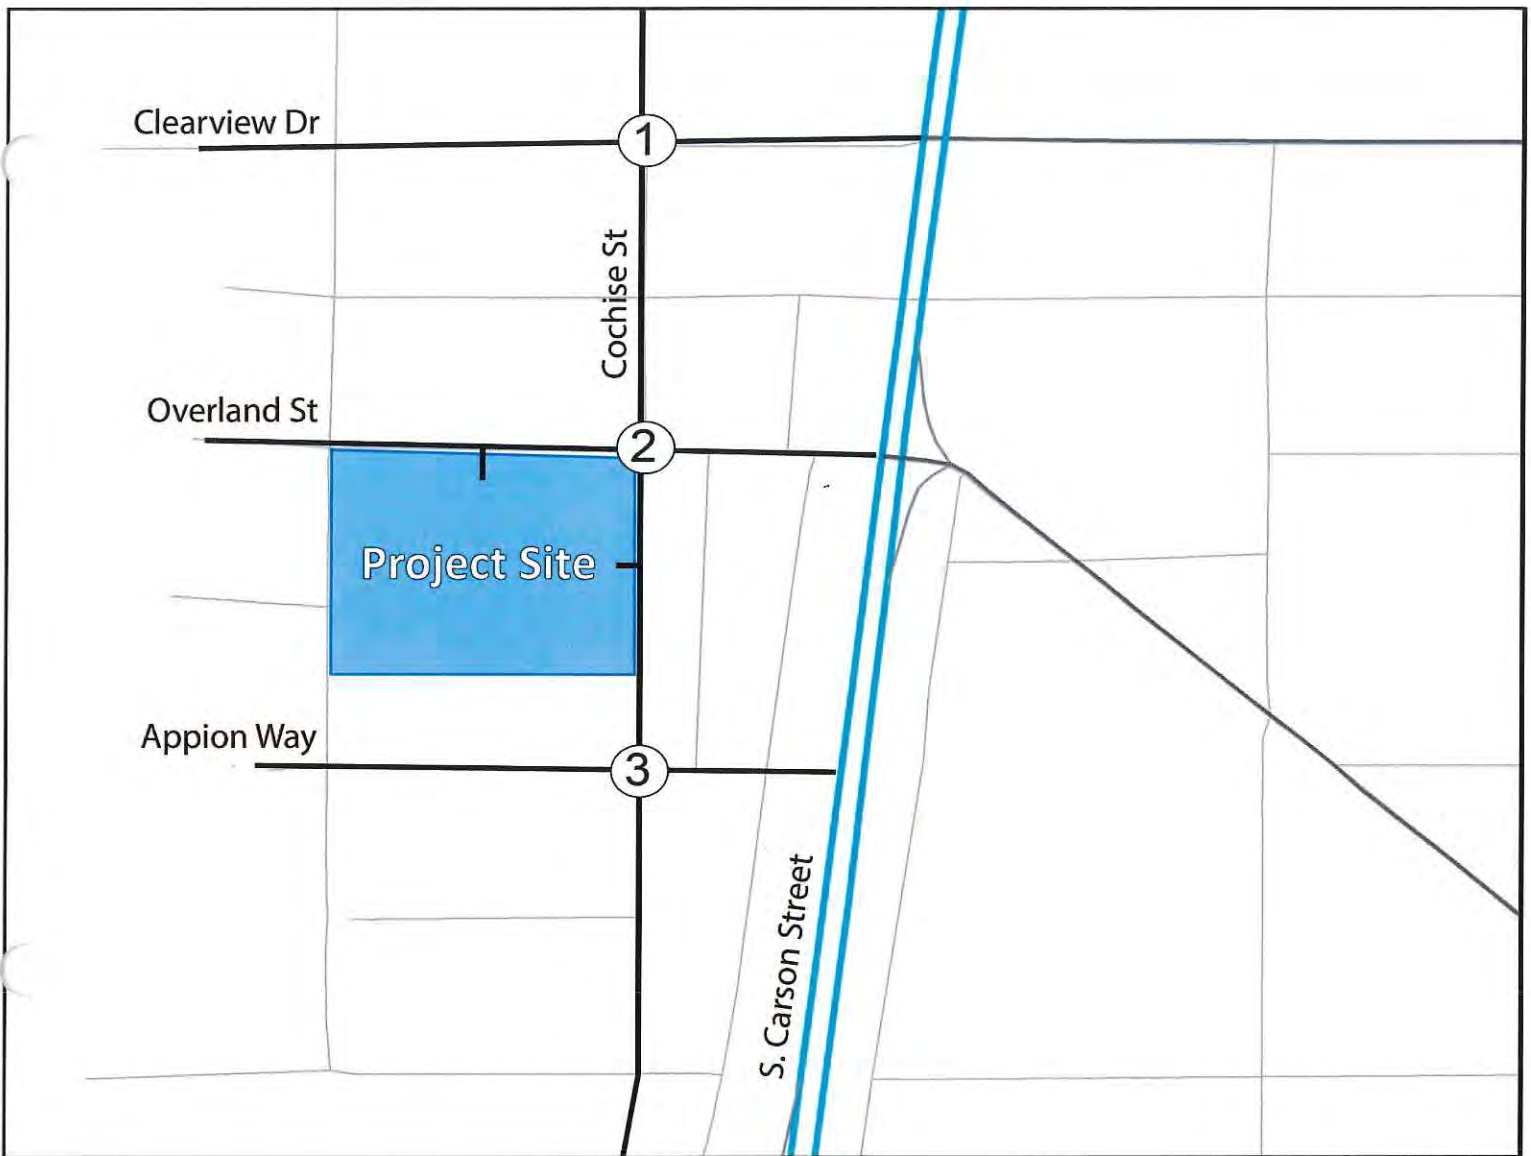 Clearview Dr
1
Cochise St
Overland St
2
Project Site
Appion Way
3
S. Carson Street